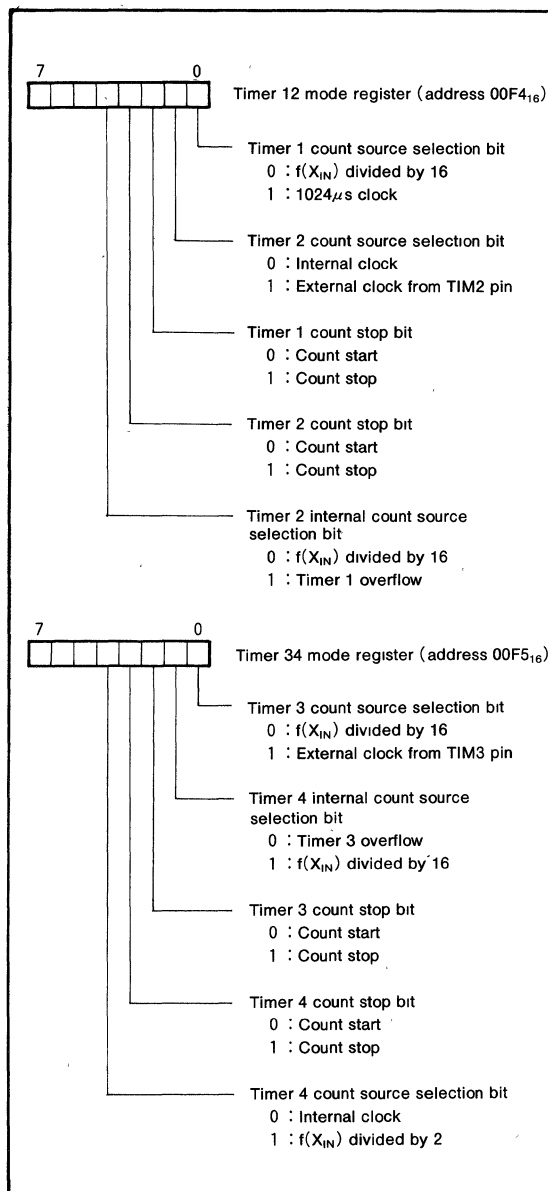 7 0
Timer 12 mode register (address 00F4₁₆)
Timer 1 count source selection bit
0 : f(X_IN) divided by 16
1 : 1024μs clock
Timer 2 count source selection bit
0 : Internal clock
1 : External clock from TIM2 pin
Timer 1 count stop bit
0 : Count start
1 : Count stop
Timer 2 count stop bit
0 : Count start
1 : Count stop
Timer 2 internal count source
selection bit
0 : f(X_IN) divided by 16
1 : Timer 1 overflow
7 0
Timer 34 mode register (address 00F5₁₆)
Timer 3 count source selection bit
0 : f(X_IN) divided by 16
1 : External clock from TIM3 pin
Timer 4 internal count source
selection bit
0 : Timer 3 overflow
1 : f(X_IN) divided by 16
Timer 3 count stop bit
0 : Count start
1 : Count stop
Timer 4 count stop bit
0 : Count start
1 : Count stop
Timer 4 count source selection bit
0 : Internal clock
1 : f(X_IN) divided by 2